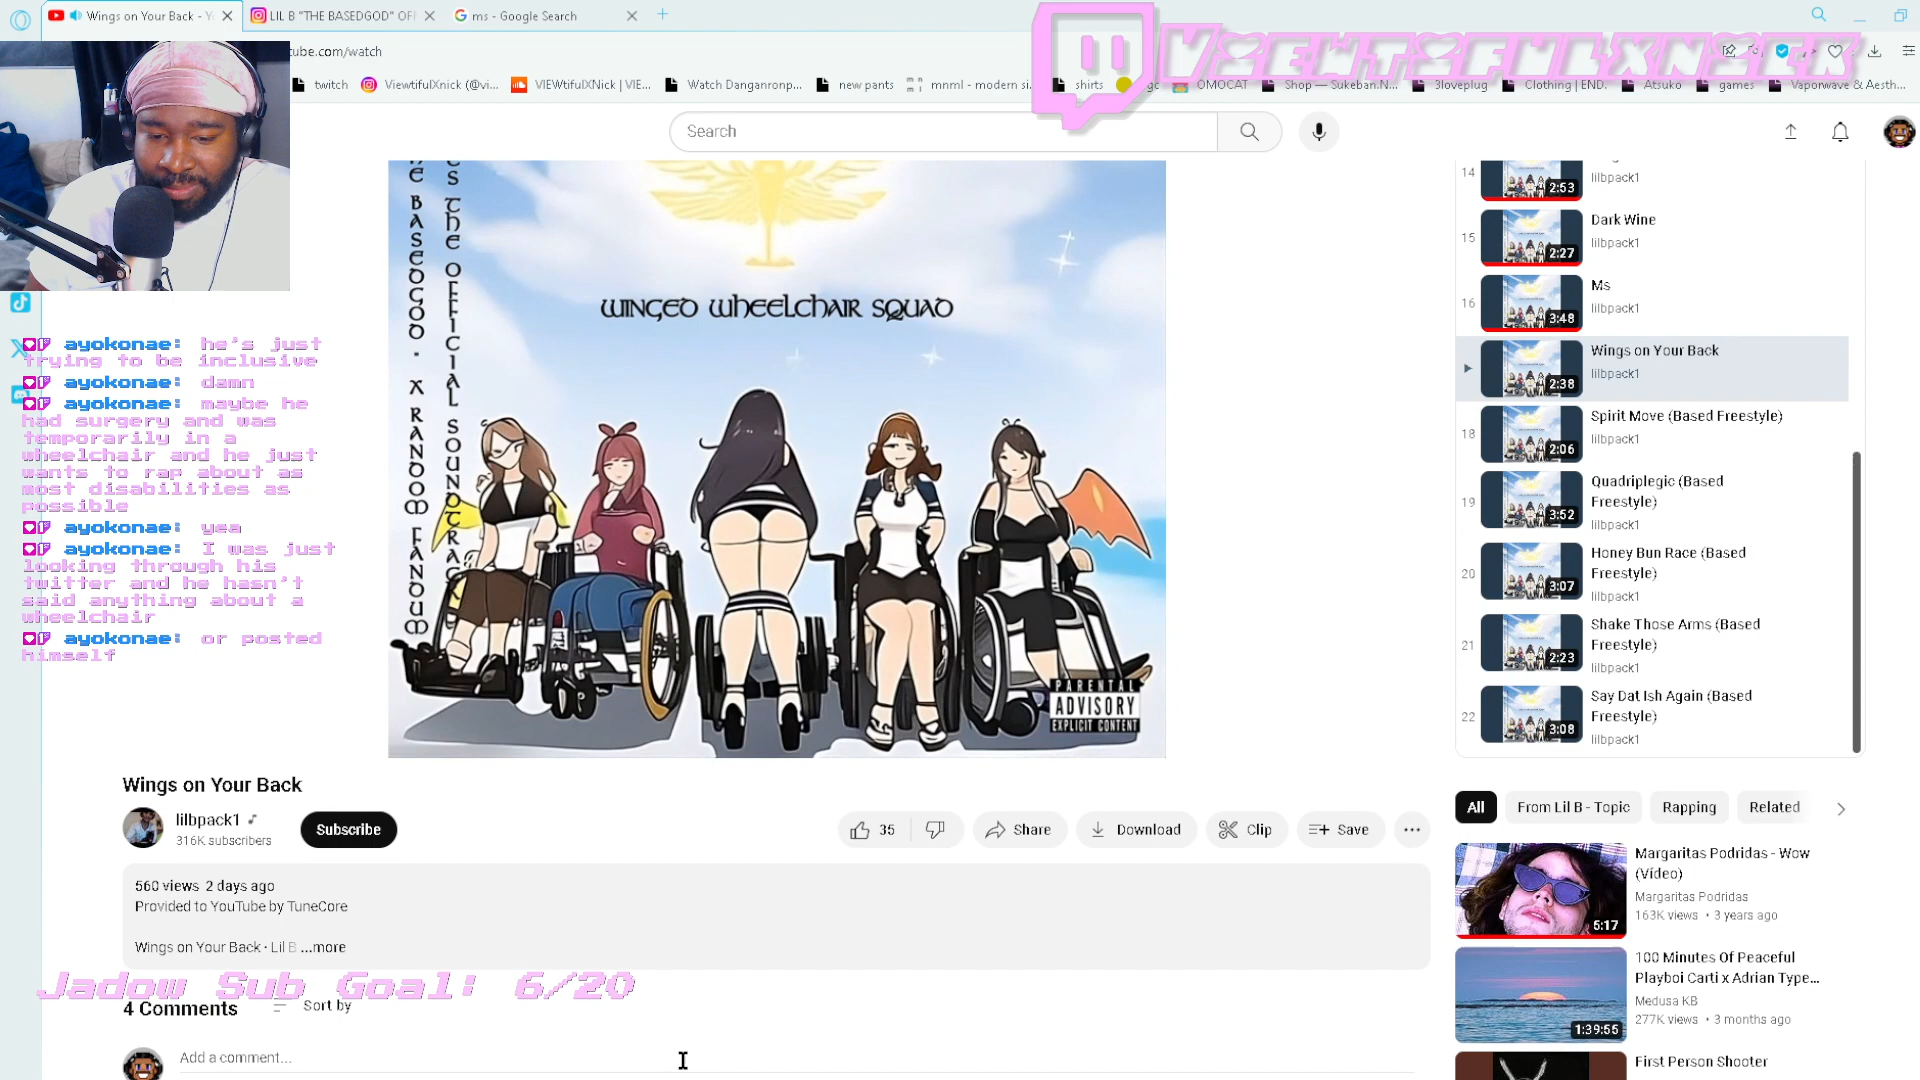 Wings on Your Back - Y
LIL B "THE BASEDGOD" OFF
ms - Google Search
tube.com/watch
twitch
ViewtifulXnick (@vi...
VIEWtifulXNick | VIE...
Watch Danganronp...
new pants
mnml - modern si...
shirts
OMOCAT
Shop — Sukeban.N...
3loveplug
Clothing | END.
Atsuko
games
Vaporwave & Aesth...
Search
WINGED WHEELCHAIR SQUAD
PARENTAL
ADVISORY
EXPLICIT CONTENT
ayokonae: he's just
trying to be inclusive
ayokonae: damn
ayokonae: maybe he
had surgery and was
temporarily in a
wheelchair and he just
wants to rap about as
most disabilities as
possible
ayokonae: yea
ayokonae: I was just
looking through his
twitter and he hasn't
said anything about a
wheelchair
ayokonae: or posted
himself
14
2:53
lilbpack1
15
2:27
Dark Wine
lilbpack1
16
3:48
Ms
lilbpack1
2:38
Wings on Your Back
lilbpack1
18
2:06
Spirit Move (Based Freestyle)
lilbpack1
19
3:52
Quadriplegic (Based
Freestyle)
lilbpack1
20
3:07
Honey Bun Race (Based
Freestyle)
lilbpack1
21
2:23
Shake Those Arms (Based
Freestyle)
lilbpack1
22
3:08
Say Dat Ish Again (Based
Freestyle)
lilbpack1
Wings on Your Back
lilbpack1
316K subscribers
Subscribe
35
Share
Download
Clip
Save
560 views 2 days ago
Provided to YouTube by TuneCore
Wings on Your Back · Lil B ...more
Jadow Sub Goal: 6/20
4 Comments
Sort by
Add a comment...
All
From Lil B - Topic
Rapping
Related
Margaritas Podridas - Wow
(Vídeo)
Margaritas Podridas
163K views • 3 years ago
5:17
100 Minutes Of Peaceful
Playboi Carti x Adrian Type...
Medusa KB
277K views • 3 months ago
1:39:55
First Person Shooter